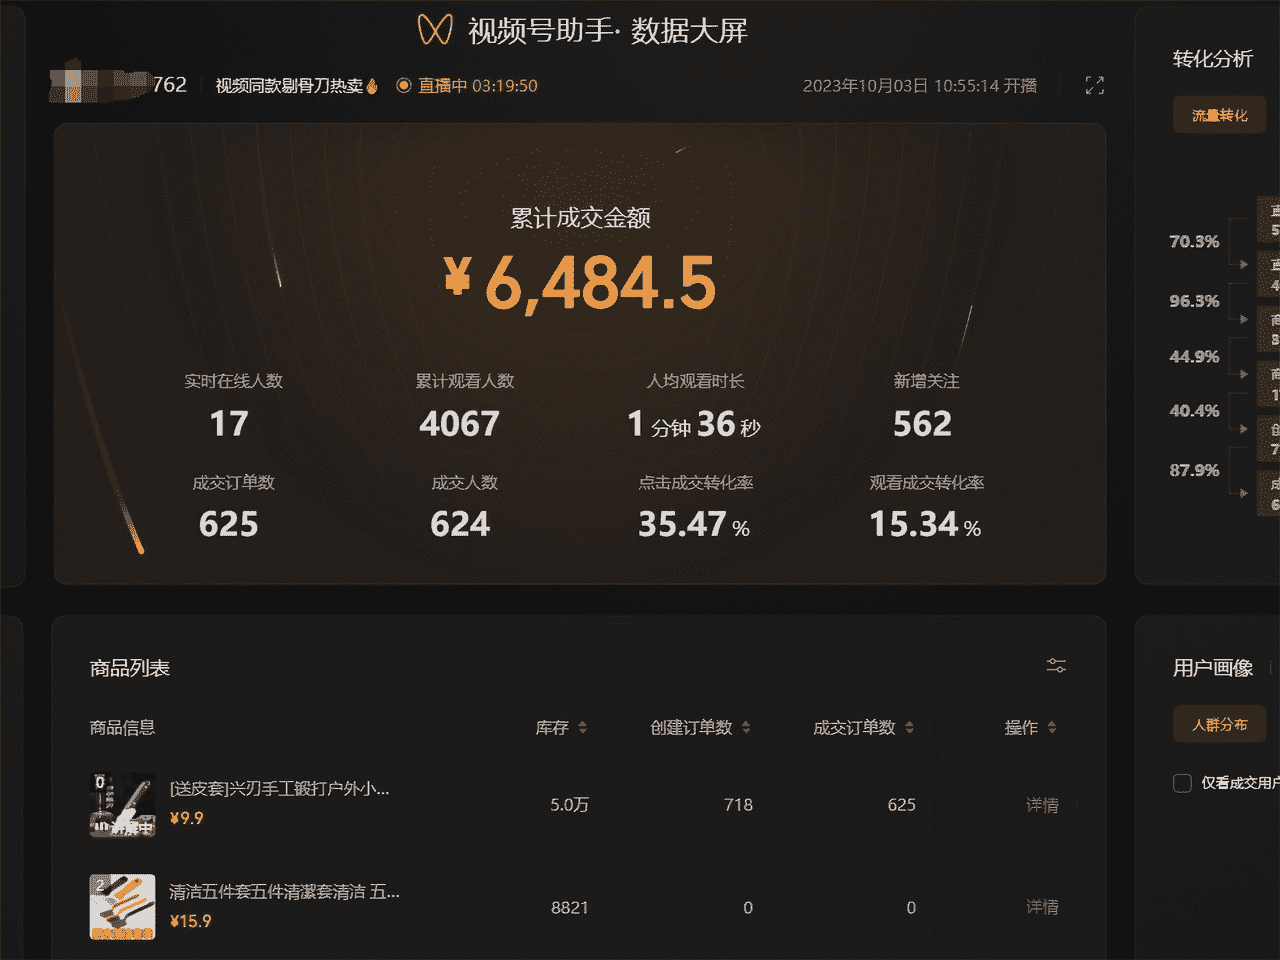 视频号助手· 数据大屏
762 视频同款剔骨刀热卖 直播中 03:19:50 2023年10月03日 10:55:14 开播
累计成交金额
¥6,484.5
实时在线人数 累计观看人数 人均观看时长 新增关注
17 4067 1分钟36秒 562
成交订单数 成交人数 点击成交转化率 观看成交转化率
625 624 35.47% 15.34%
商品列表
商品信息 库存 创建订单数 成交订单数 操作
[送皮套]兴刃手工锻打户外小...
¥9.9 5.0万 718 625 详情
2
清洁五件套五件清潔套清洁 五...
¥15.9 8821 0 0 详情
转化分析
流量转化
70.3%
96.3%
44.9%
40.4%
87.9%
用户画像
人群分布
仅看成交用户